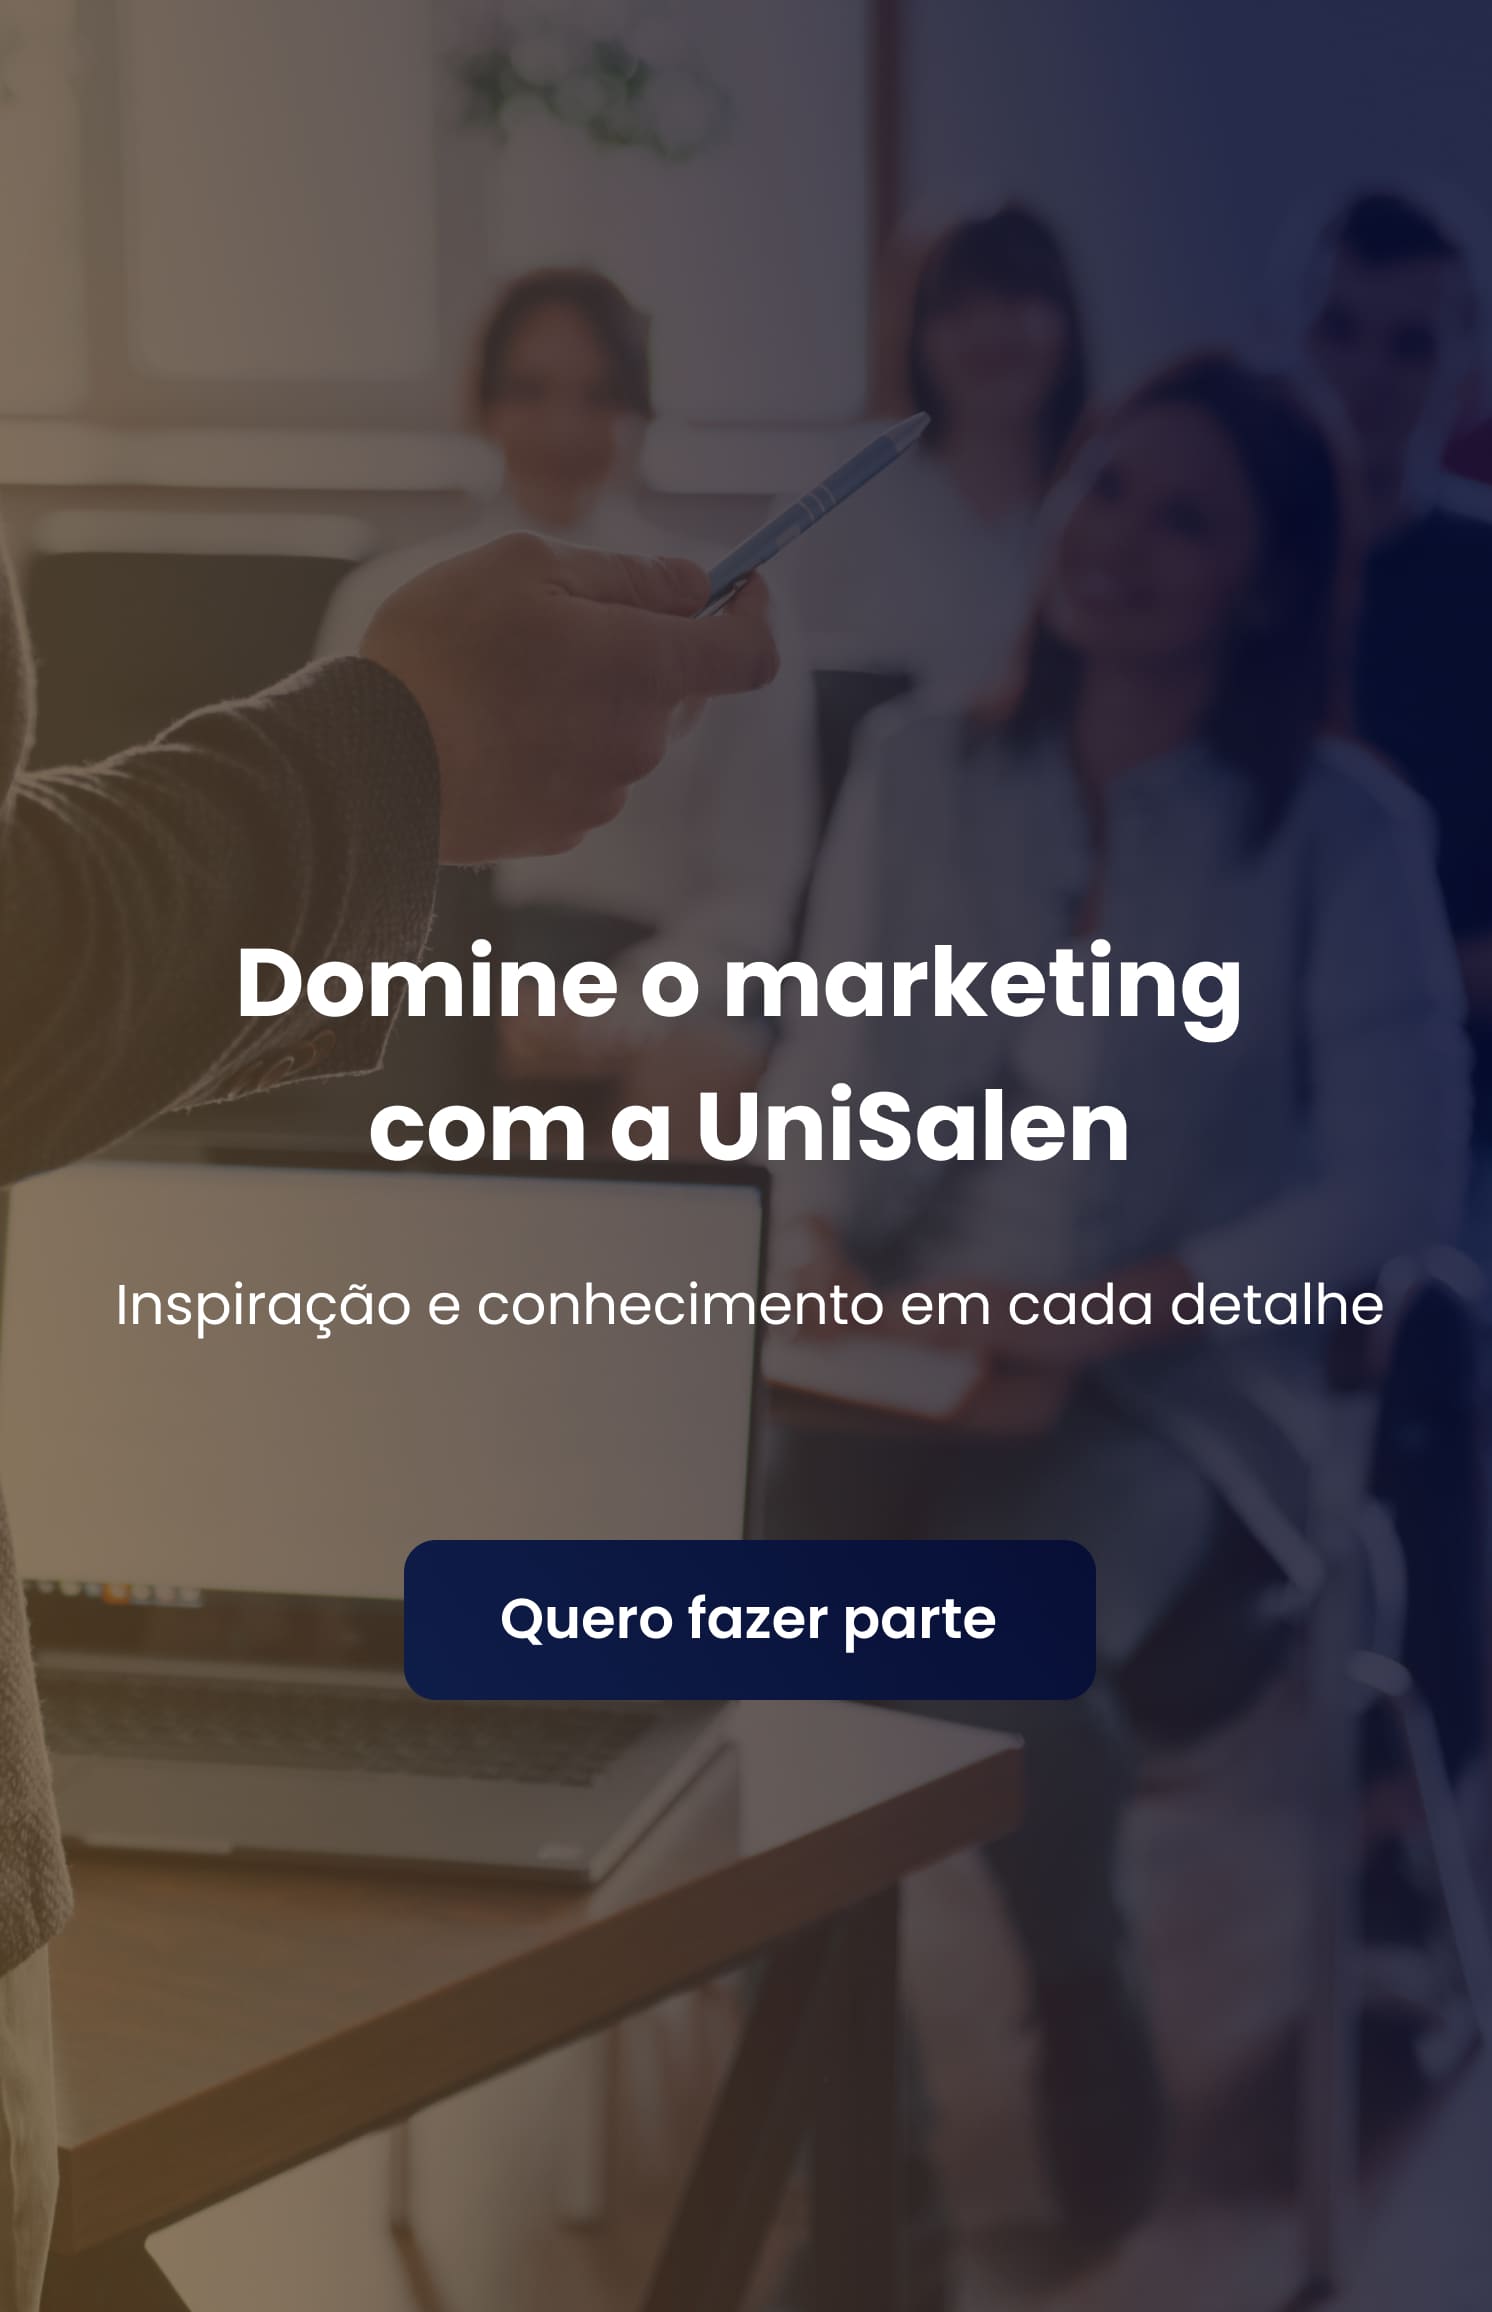 Domine o marketing
com a UniSalen
Inspiração e conhecimento em cada detalhe
Quero fazer parte